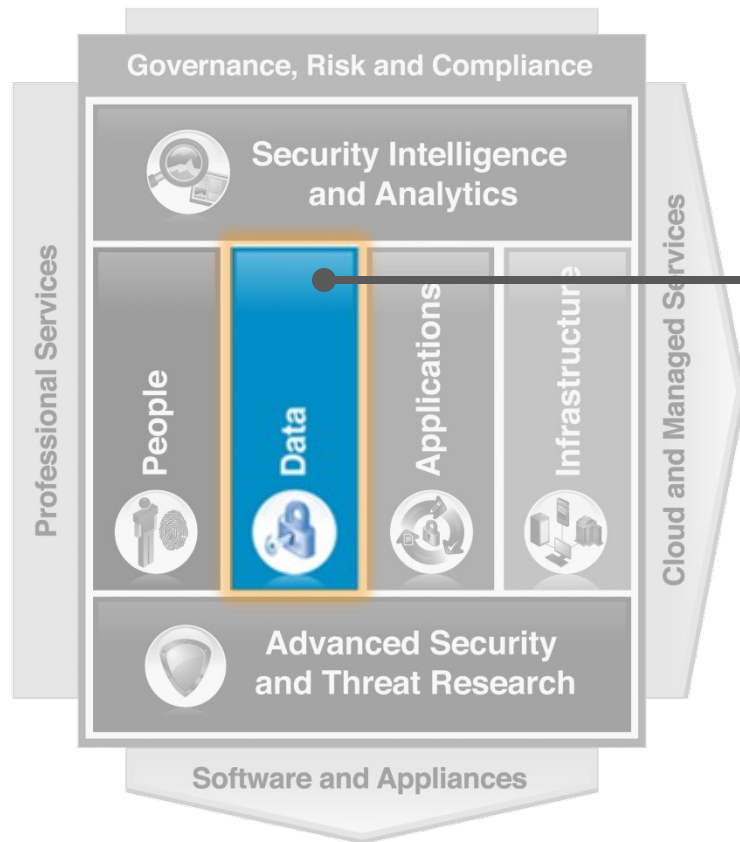 Governance, Risk and Compliance
Security Intelligence
and Analytics
Professional Services
People
Data
Applications
Infrastructure
Cloud and Managed Services
Advanced Security
and Threat Research
Software and Appliances